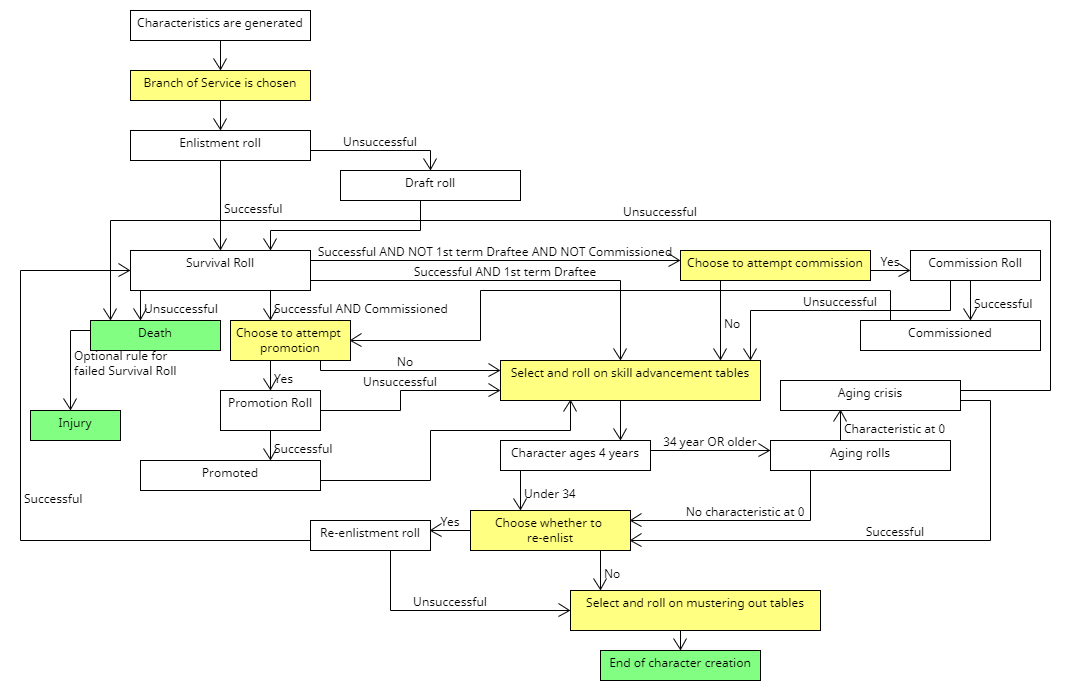 Characteristics are generated
Branch of Service is chosen
Enlistment roll
Unsuccessful
Draft roll
Successful
Unsuccessful
Survival Roll
Successful AND NOT 1st term Draftee AND NOT Commissioned
Choose to attempt commission
Yes
Commission Roll
Successful AND 1st term Draftee
Unsuccessful
Successful AND Commissioned
Unsuccessful
Successful
Death
Choose to attempt
promotion
No
Commissioned
Optional rule for
failed Survival Roll
No
Yes
Unsuccessful
Select and roll on skill advancement tables
Injury
Promotion Roll
Aging crisis
Successful
Characteristic at 0
Promoted
Character ages 4 years
34 year OR older
Aging rolls
Successful
Under 34
No characteristic at 0
Re-enlistment roll
Yes
Choose whether to
re-enlist
Successful
No
Unsuccessful
Select and roll on mustering out tables
End of character creation